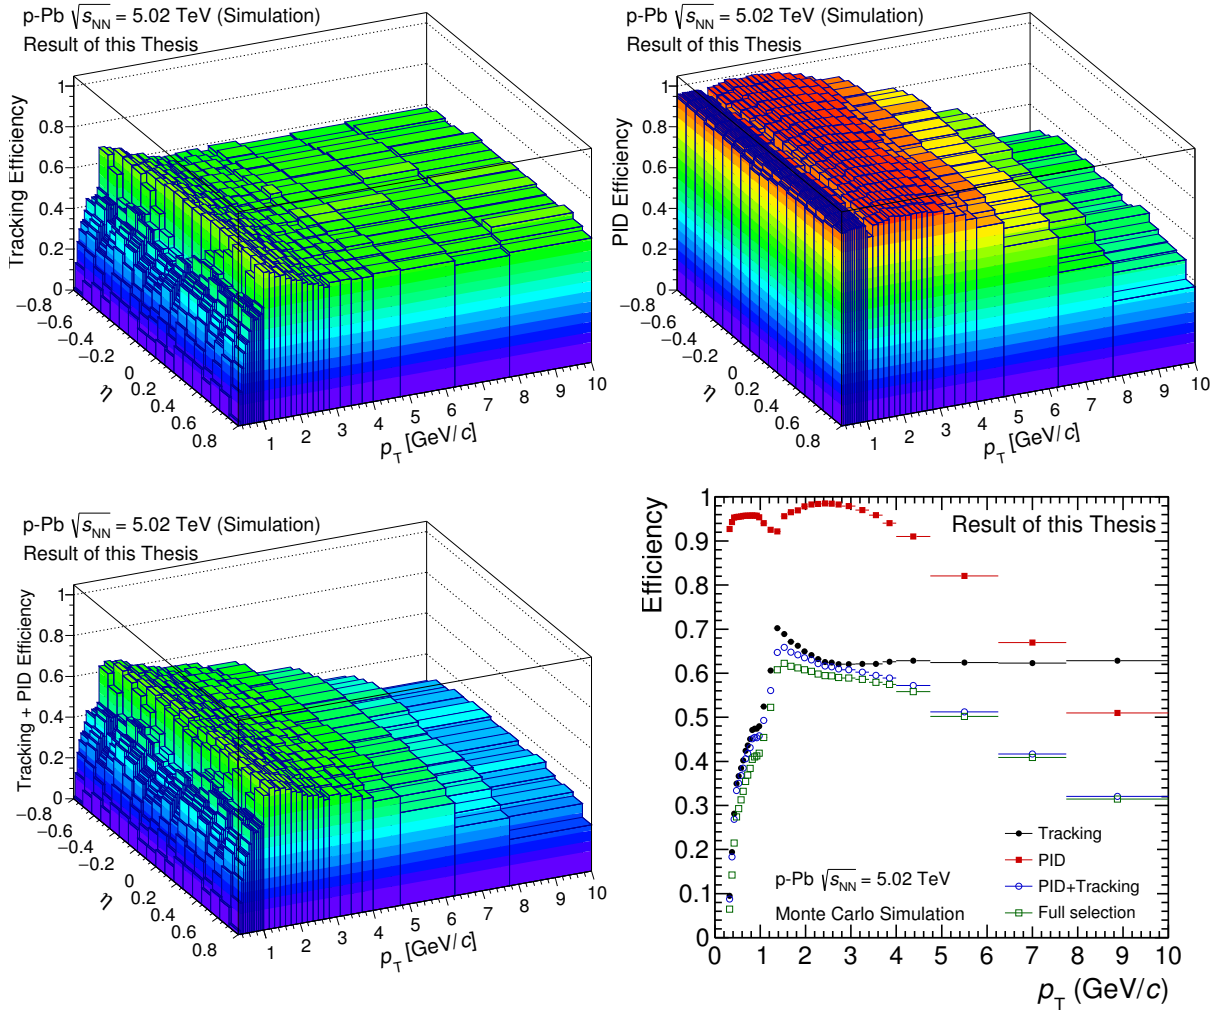 p-Pb √s_NN = 5.02 TeV (Simulation)
Result of this Thesis
Tracking Efficiency
1
0.8
0.6
0.4
0.2
0
−0.8
−0.6
−0.4
−0.2
0
0.2
0.4
0.6
0.8
η
1 2 3 4 5 6 7 8 9 10
p_T [GeV/c]
p-Pb √s_NN = 5.02 TeV (Simulation)
Result of this Thesis
PID Efficiency
1
0.8
0.6
0.4
0.2
0
−0.8
−0.6
−0.4
−0.2
0
0.2
0.4
0.6
0.8
η
1 2 3 4 5 6 7 8 9 10
p_T [GeV/c]
p-Pb √s_NN = 5.02 TeV (Simulation)
Result of this Thesis
Tracking + PID Efficiency
1
0.8
0.6
0.4
0.2
0
−0.8
−0.6
−0.4
−0.2
0
0.2
0.4
0.6
0.8
η
1 2 3 4 5 6 7 8 9 10
p_T [GeV/c]
Efficiency
1
0.9
0.8
0.7
0.6
0.5
0.4
0.3
0.2
0.1
0
Result of this Thesis
Tracking
PID
PID+Tracking
Full selection
p-Pb √s_NN = 5.02 TeV
Monte Carlo Simulation
0 1 2 3 4 5 6 7 8 9 10
p_T (GeV/c)